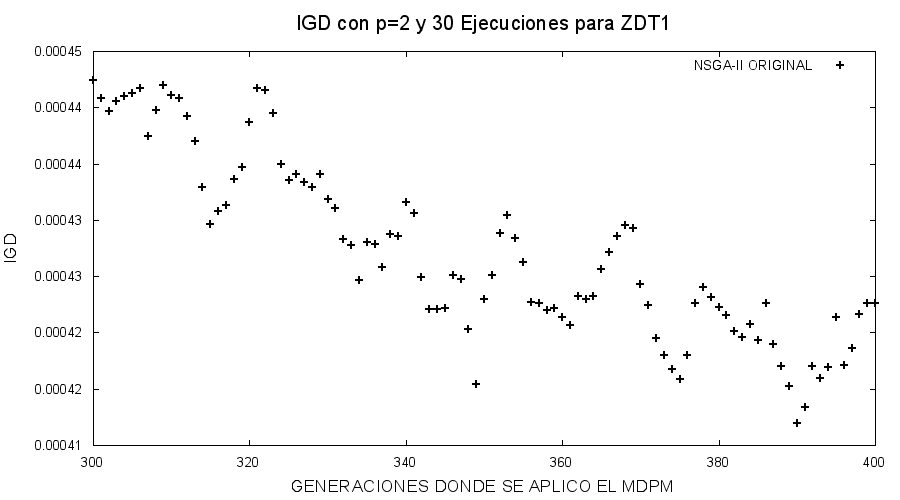 IGD con p=2 y 30 Ejecuciones para ZDT1
NSGA-II ORIGINAL
0.00045
0.00044
0.00044
0.00043
0.00043
0.00042
0.00042
0.00041
IGD
300 320 340 360 380 400
GENERACIONES DONDE SE APLICO EL MDPM